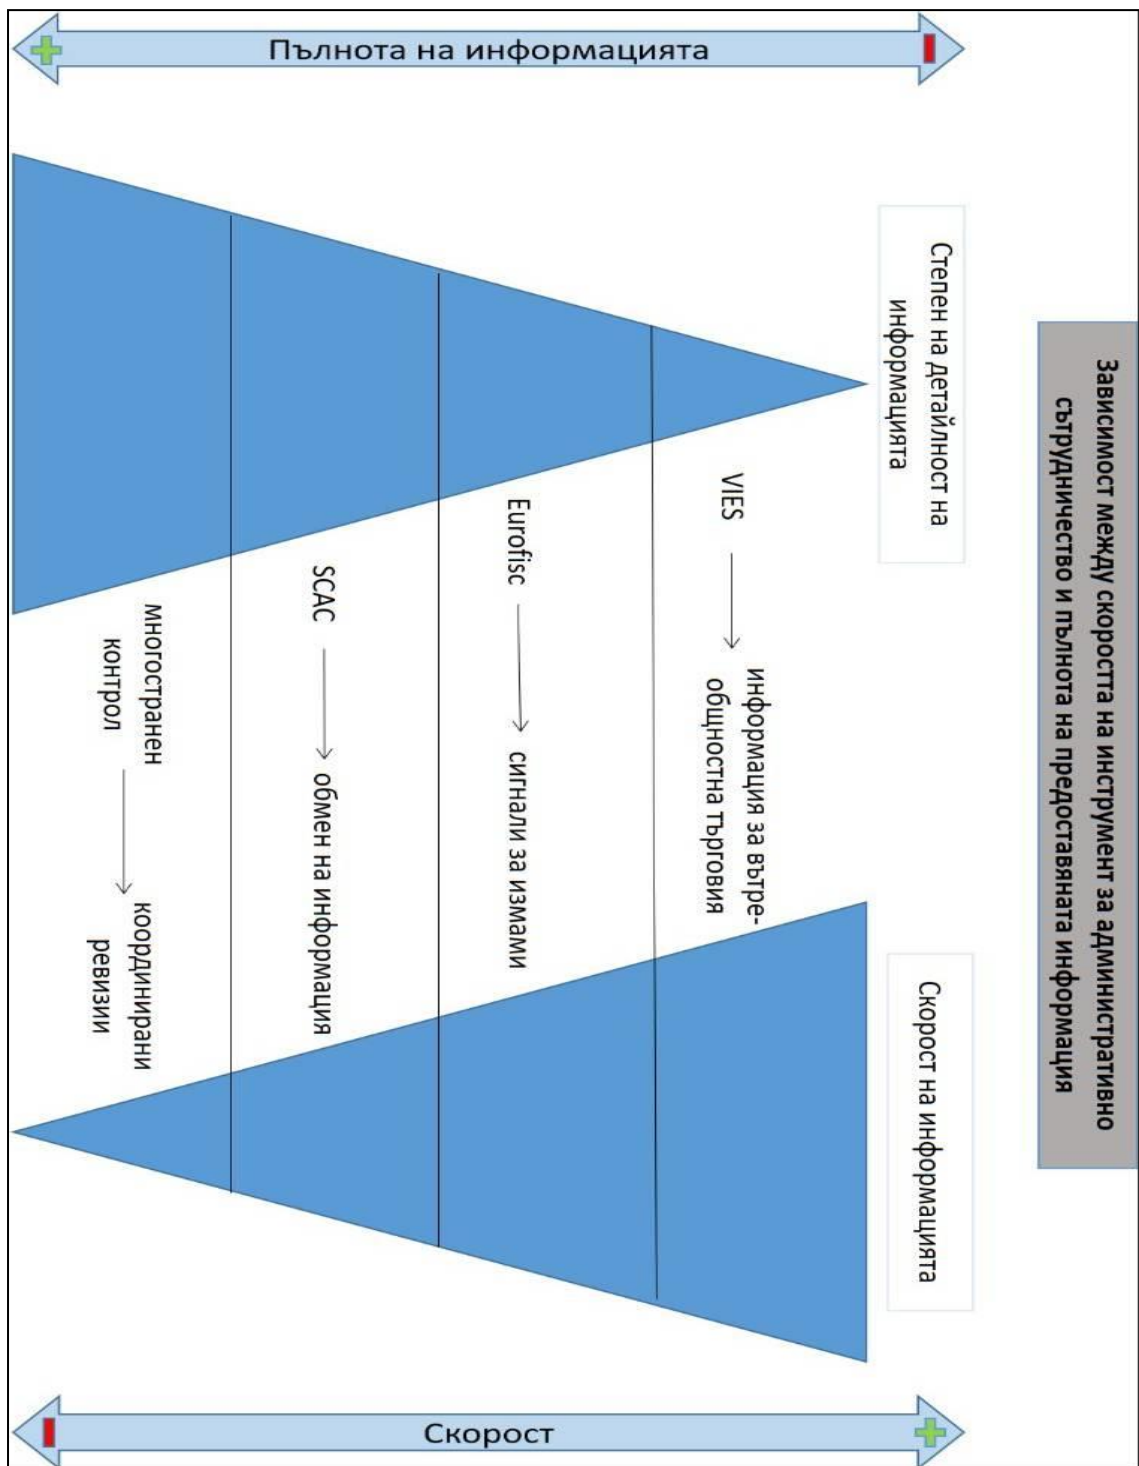 Зависимост между скоростта на инструмент за административно
сътрудничество и пълнота на предоставяната информация
Степен на детайлност на
информацията
Скорост на информацията
Пълнота на информацията
VIES
информация за вътре-
общностна търговия
Eurofisc
сигнали за измами
SCAC
обмен на информация
многостранен
контрол
координирани
ревизии
Скорост